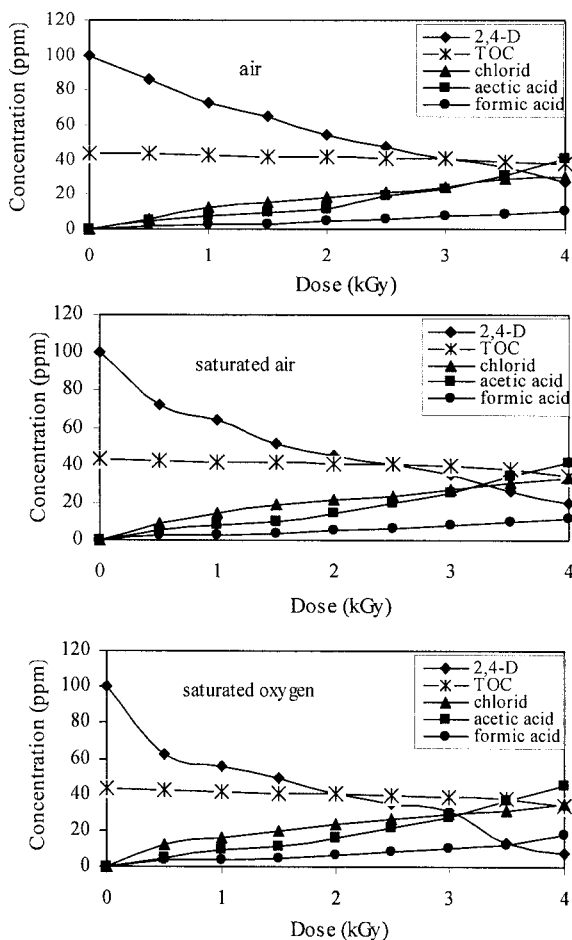 120
100
80
60
40
20
0
Concentration (ppm)
air
2,4-D
TOC
chlorid
aectic acid
formic acid
0 1 2 3 4
Dose (kGy)
120
100
80
60
40
20
0
Concentration (ppm)
saturated air
2,4-D
TOC
chlorid
acetic acid
formic acid
0 1 2 3 4
Dose (kGy)
120
100
80
60
40
20
0
Concentration (ppm)
saturated oxygen
2,4-D
TOC
chlorid
acetic acid
formic acid
0 1 2 3 4
Dose (kGy)